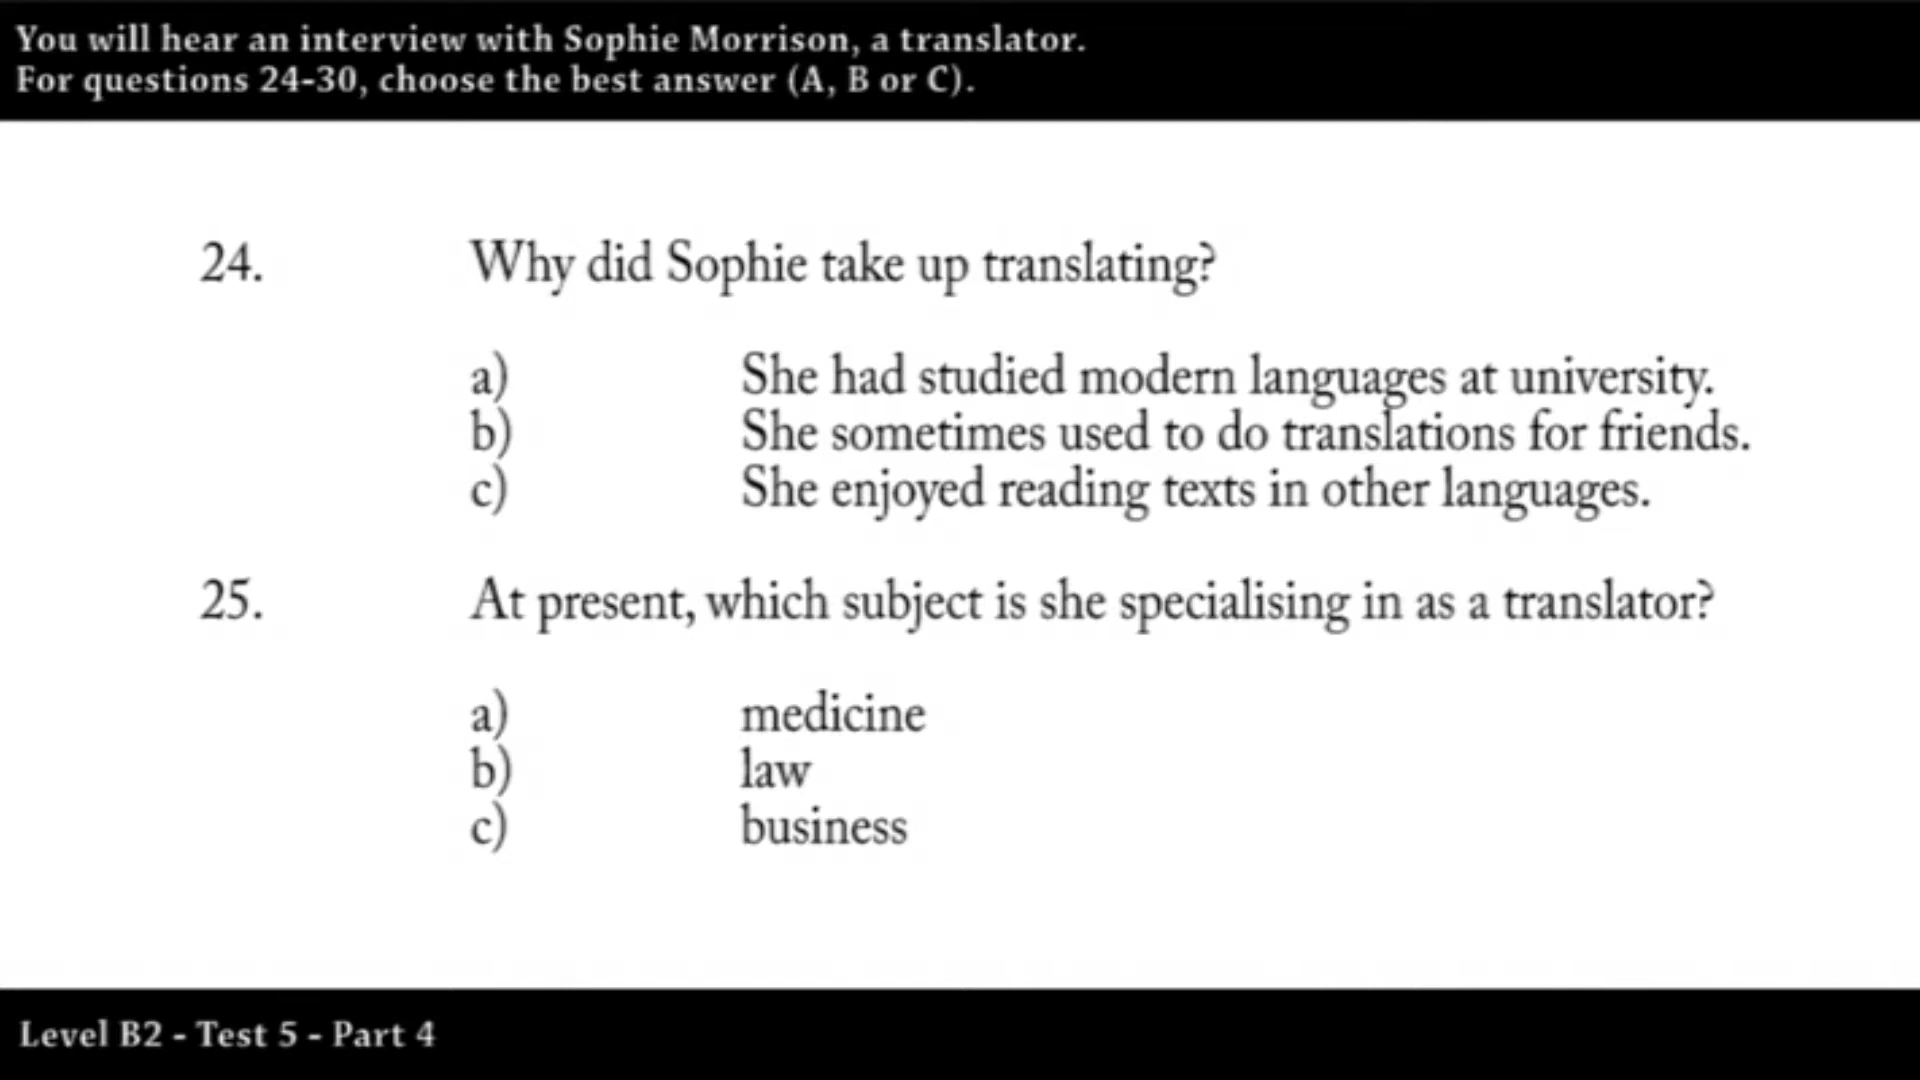 You will hear an interview with Sophie Morrison, a translator.
For questions 24-30, choose the best answer (A, B or C).
24. Why did Sophie take up translating?
a) She had studied modern languages at university.
b) She sometimes used to do translations for friends.
c) She enjoyed reading texts in other languages.
25. At present, which subject is she specialising in as a translator?
a) medicine
b) law
c) business
Level B2 - Test 5 - Part 4